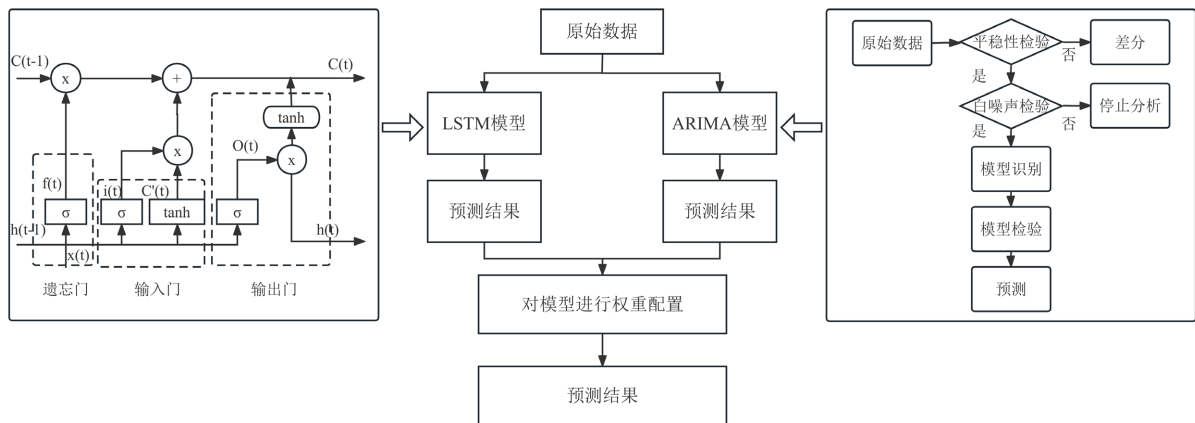 C(t-1)
x
+
C(t)
tanh
O(t)
x
x
f(t)
i(t)
C'(t)
σ
σ
tanh
σ
h(t-1)
x(t)
h(t)
遗忘门
输入门
输出门
原始数据
LSTM模型
ARIMA模型
预测结果
预测结果
对模型进行权重配置
预测结果
原始数据
平稳性检验
否
差分
是
白噪声检验
否
停止分析
是
模型识别
模型检验
预测